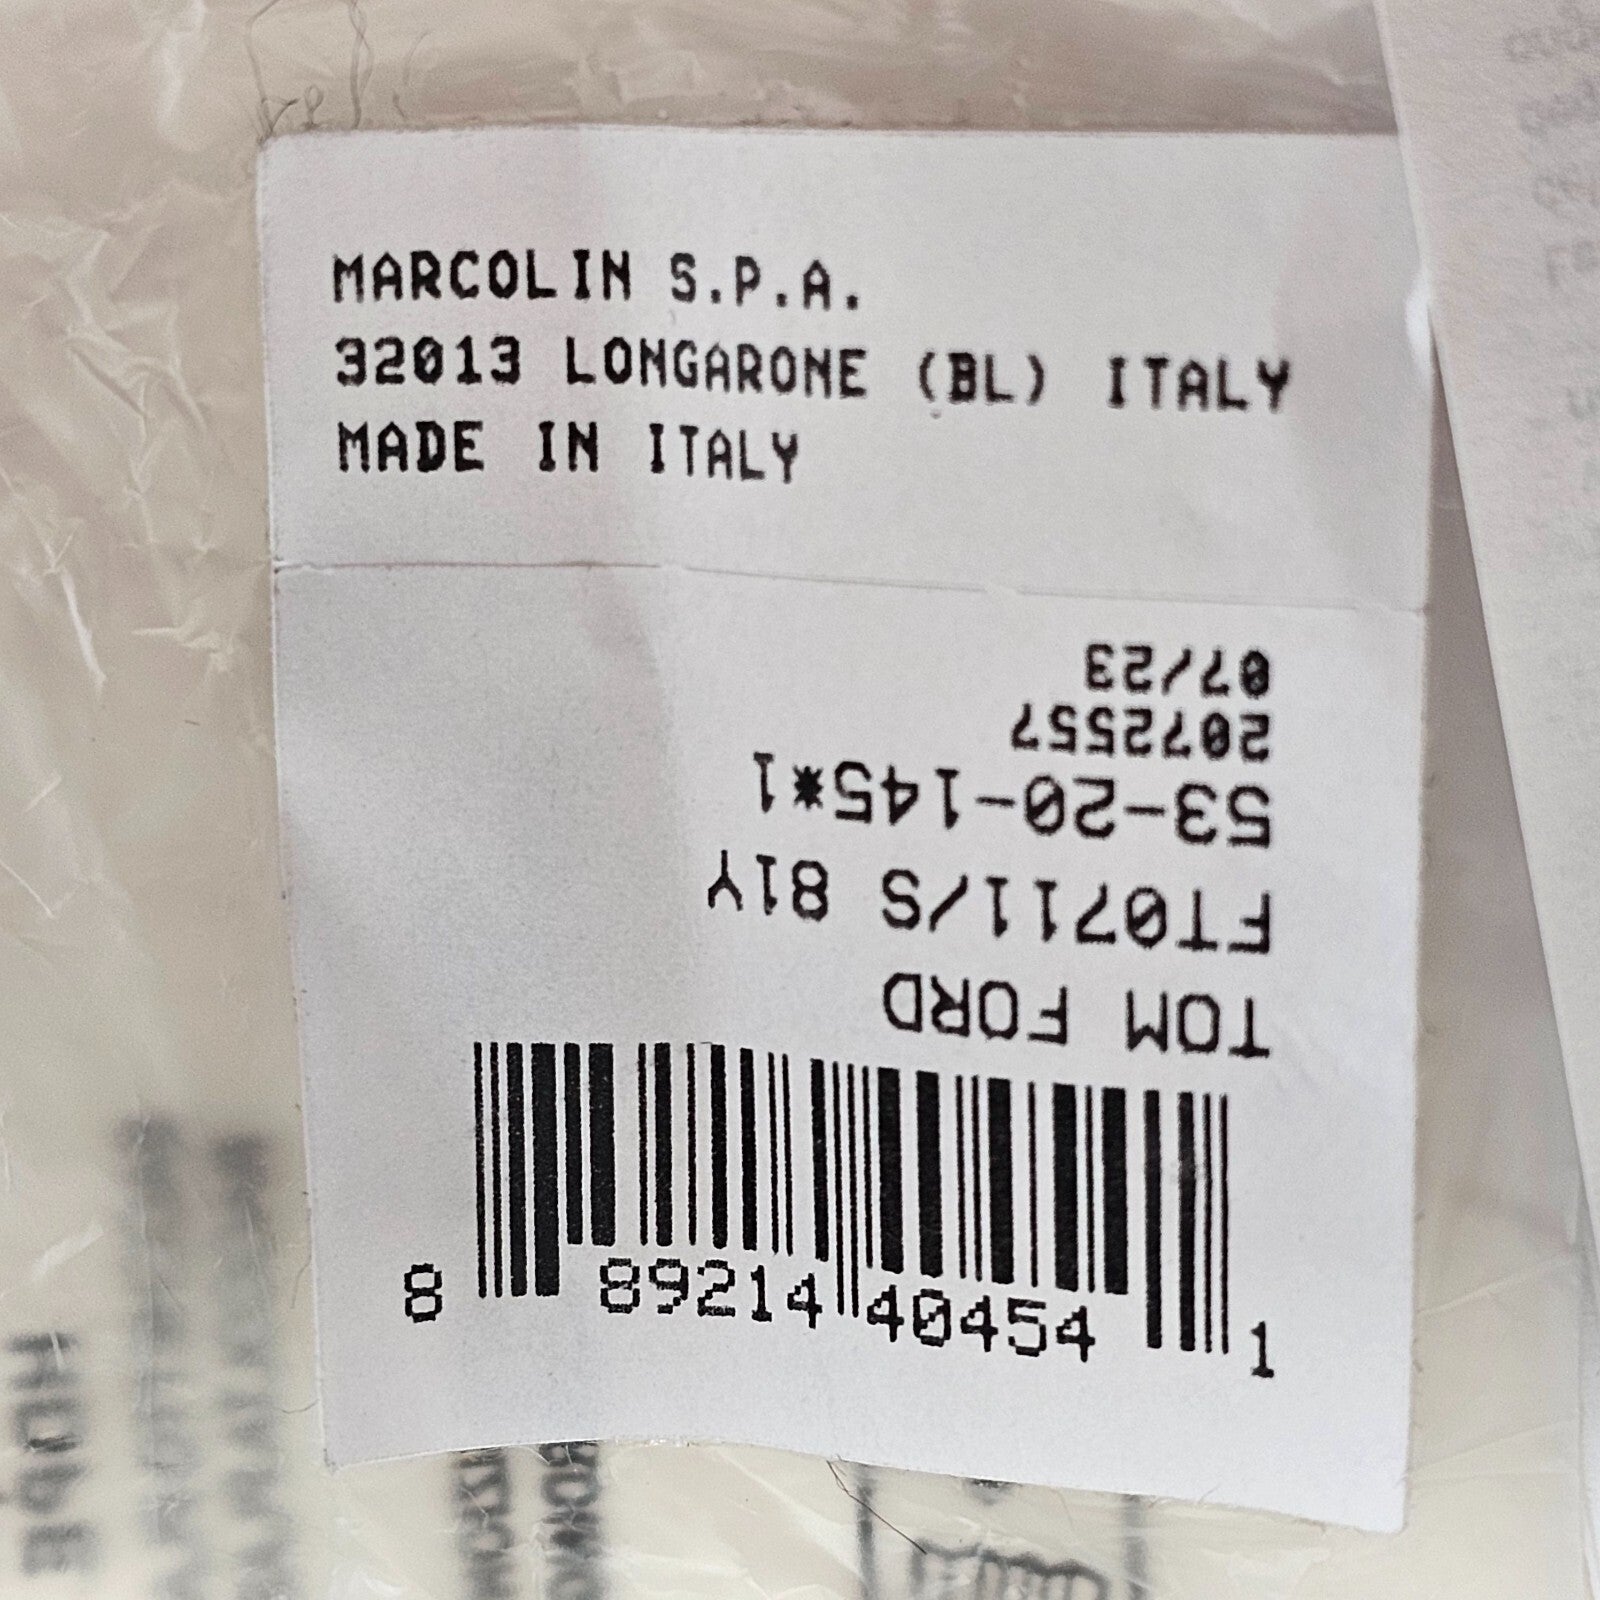 MARCOLIN S.P.A.
32013 LONGARONE (BL) ITALY
MADE IN ITALY
TOM FORD
FT0711/S 81Y
53-20-145*1
2072557
07/23
8 89214 40454 1